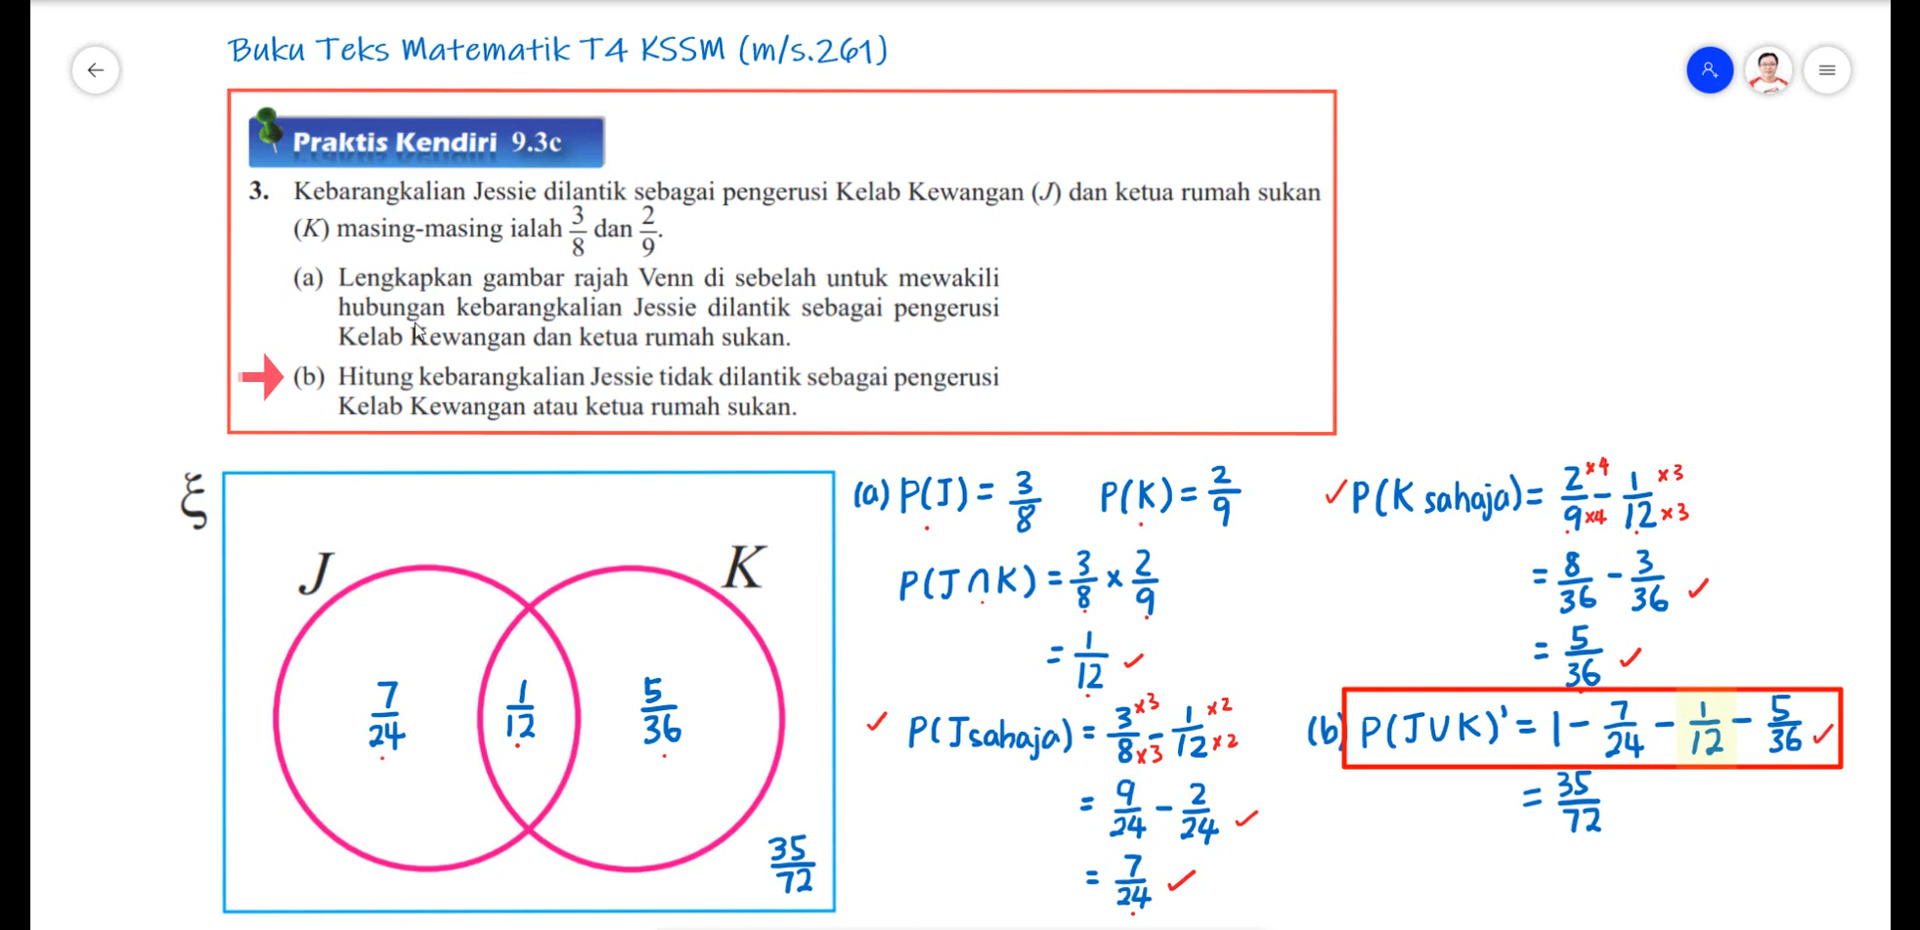 Buku Teks Matematik T4 KSSM (m/s.261)
Praktis Kendiri 9.3c
3. Kebarangkalian Jessie dilantik sebagai pengerusi Kelab Kewangan (J) dan ketua rumah sukan
(K) masing-masing ialah 3/8 dan 2/9.
(a) Lengkapkan gambar rajah Venn di sebelah untuk mewakili
hubungan kebarangkalian Jessie dilantik sebagai pengerusi
Kelab Kewangan dan ketua rumah sukan.
(b) Hitung kebarangkalian Jessie tidak dilantik sebagai pengerusi
Kelab Kewangan atau ketua rumah sukan.
ξ
J K
7/24 1/12 5/36
35/72
(a) P(J) = 3/8 P(K) = 2/9
P(J∩K) = 3/8 × 2/9
= 1/12 ✓
✓ P(J sahaja) = 3×3/8×3 − 1×2/12×2
= 9/24 − 2/24 ✓
= 7/24 ✓
✓ P(K sahaja) = 2×4/9×4 − 1×3/12×3
= 8/36 − 3/36 ✓
= 5/36 ✓
(b) P(J∪K)' = 1 − 7/24 − 1/12 − 5/36 ✓
= 35/72